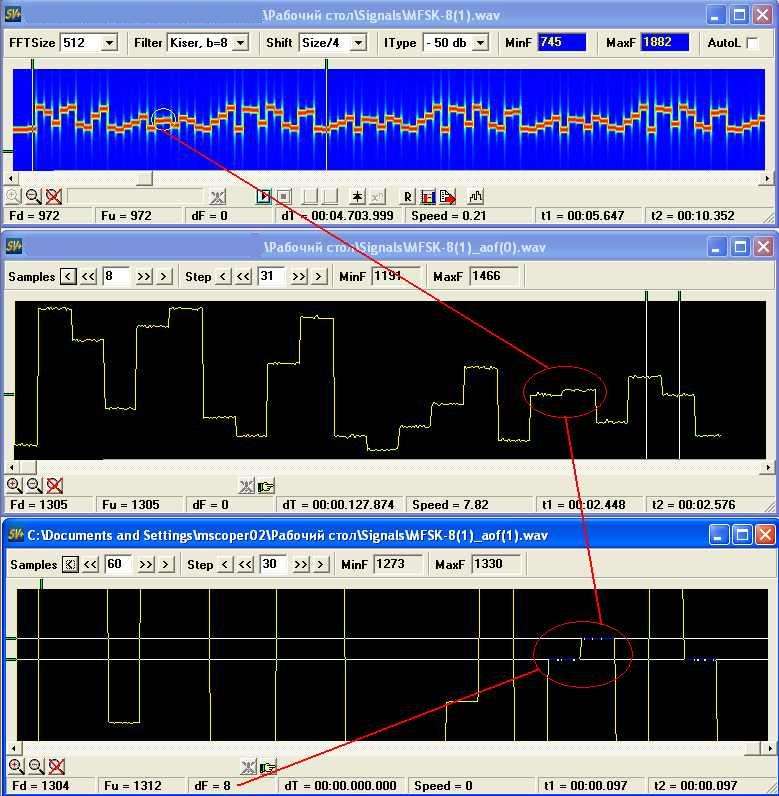 SV+ \Рабочий стол\Signals\MFSK-8(1).wav
FFTSize 512 Filter Kiser, b=8 Shift Size/4 IType - 50 db MinF 745 MaxF 1882 AutoL
R
Fd = 972 Fu = 972 dF = 0 dT = 00:04.703.999 Speed = 0.21 t1 = 00:05.647 t2 = 00:10.352
SV+ \Рабочий стол\Signals\MFSK-8(1)_aof(0).wav
Samples < << 8 >> > Step < << 31 >> > MinF 1191 MaxF 1466
Fd = 1305 Fu = 1305 dF = 0 dT = 00:00.127.874 Speed = 7.82 t1 = 00:02.448 t2 = 00:02.576
SV+ C:\Documents and Settings\mscoper02\Рабочий стол\Signals\MFSK-8(1)_aof(1).wav
Samples < << 60 >> > Step < << 30 >> > MinF 1273 MaxF 1330
Fd = 1304 Fu = 1312 dF = 8 dT = 00:00.000.000 Speed = 0 t1 = 00:00.097 t2 = 00:00.097